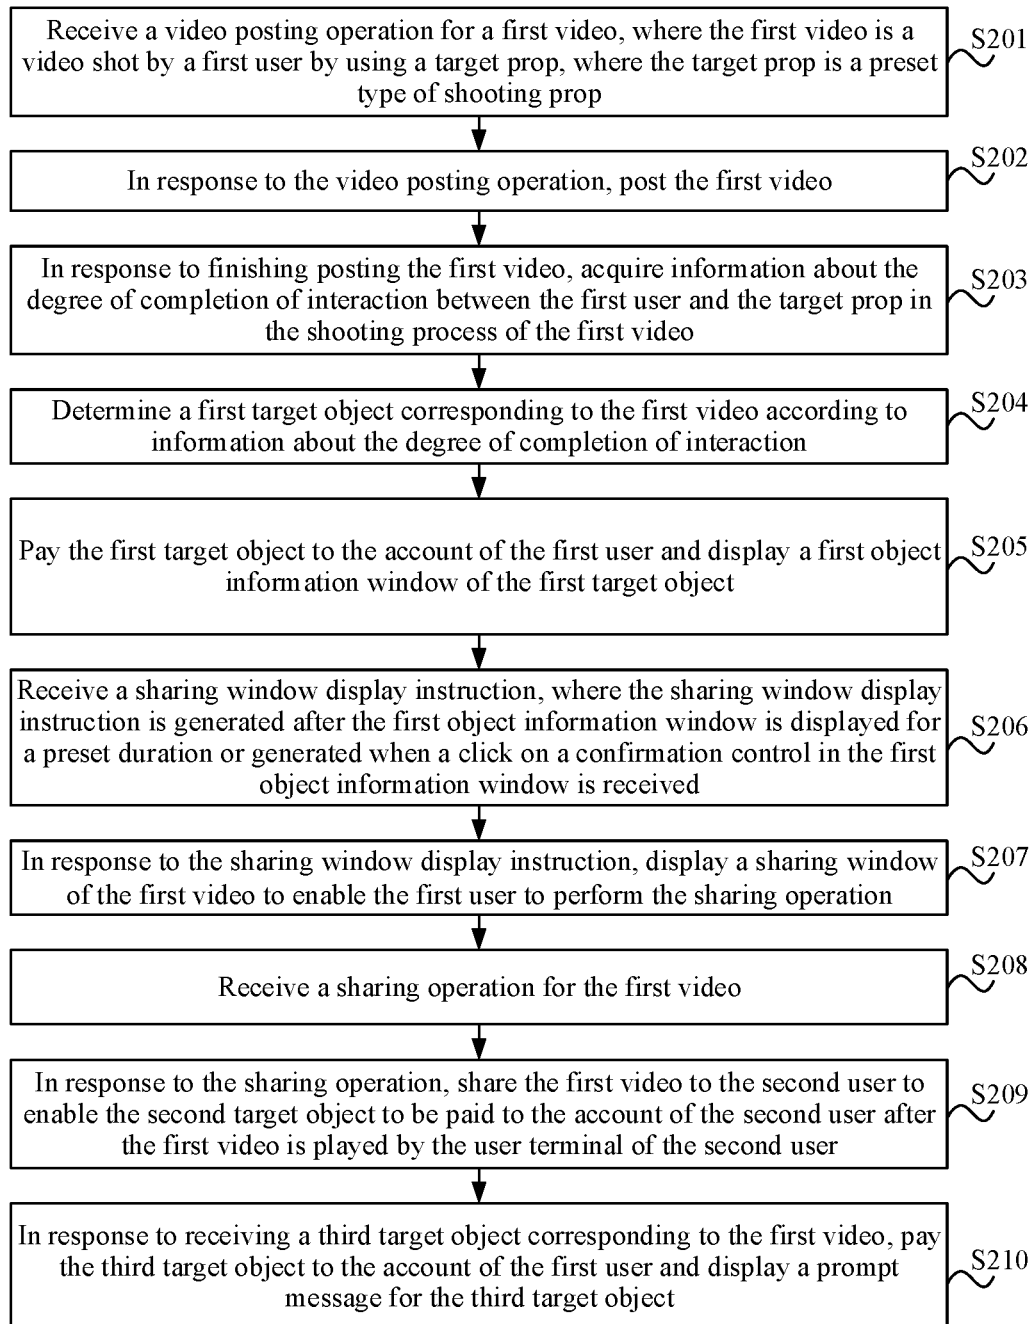 Receive a video posting operation for a first video, where the first video is a
video shot by a first user by using a target prop, where the target prop is a preset
type of shooting prop
S201
In response to the video posting operation, post the first video
S202
In response to finishing posting the first video, acquire information about the
degree of completion of interaction between the first user and the target prop in
the shooting process of the first video
S203
Determine a first target object corresponding to the first video according to
information about the degree of completion of interaction
S204
Pay the first target object to the account of the first user and display a first object
information window of the first target object
S205
Receive a sharing window display instruction, where the sharing window display
instruction is generated after the first object information window is displayed for
a preset duration or generated when a click on a confirmation control in the first
object information window is received
S206
In response to the sharing window display instruction, display a sharing window
of the first video to enable the first user to perform the sharing operation
S207
Receive a sharing operation for the first video
S208
In response to the sharing operation, share the first video to the second user to
enable the second target object to be paid to the account of the second user after
the first video is played by the user terminal of the second user
S209
In response to receiving a third target object corresponding to the first video, pay
the third target object to the account of the first user and display a prompt
message for the third target object
S210